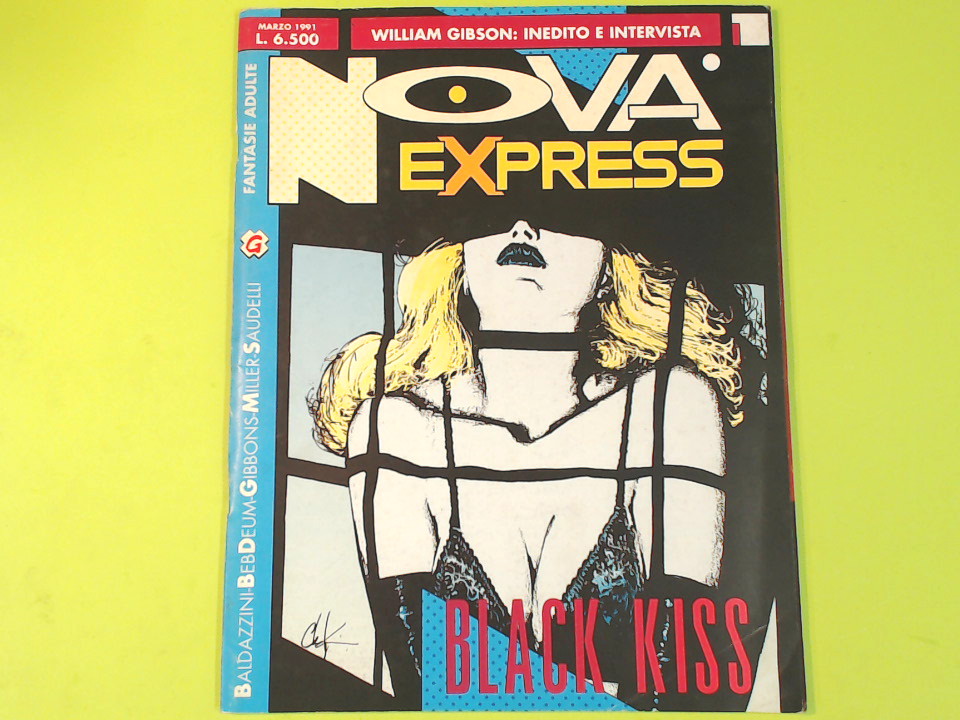 MARZO 1991
L. 6.500
WILLIAM GIBSON: INEDITO E INTERVISTA
1
NOVA
EXPRESS
FANTASIE ADULTE
G
BALDAZZINI-BEBDEUM-GIBBONS-MILLER-SAUDELLI
BLACK KISS